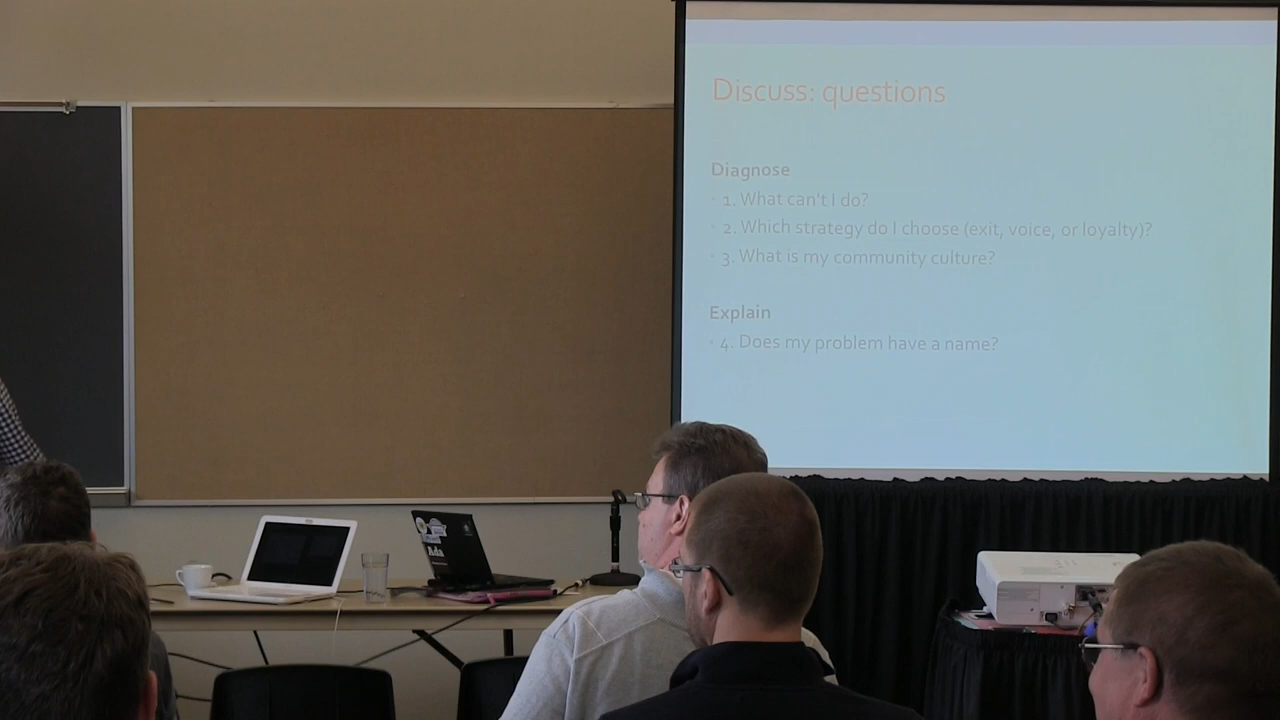 Discuss: questions
Diagnose
1. What can't I do?
2. Which strategy do I choose (exit, voice, or loyalty)?
3. What is my community culture?
Explain
4. Does my problem have a name?